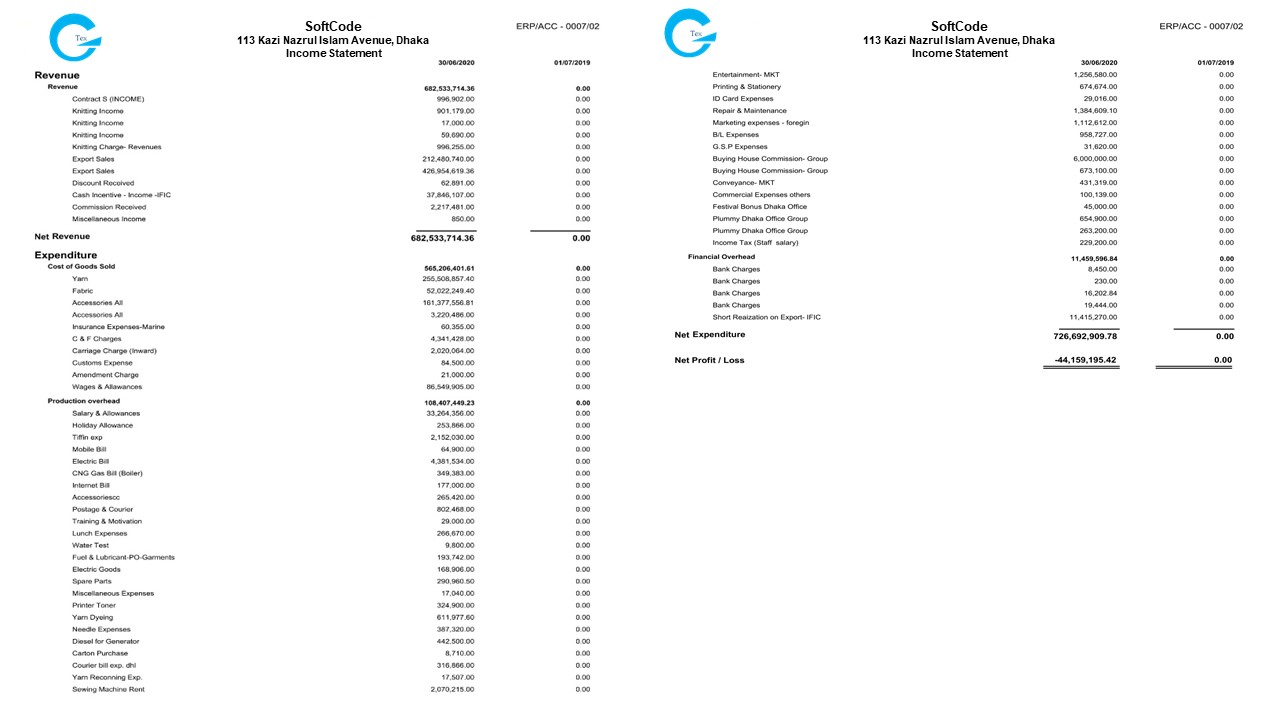 Tex
SoftCode
113 Kazi Nazrul Islam Avenue, Dhaka
Income Statement
ERP/ACC - 0007/02
30/06/2020 01/07/2019
Revenue
Revenue 682,533,714.36 0.00
Contract S (INCOME) 996,902.00 0.00
Knitting Income 901,179.00 0.00
Knitting Income 17,000.00 0.00
Knitting Income 59,690.00 0.00
Knitting Charge- Revenues 996,255.00 0.00
Export Sales 212,480,740.00 0.00
Export Sales 426,954,619.36 0.00
Discount Received 62,891.00 0.00
Cash Incentive - Income -IFIC 37,846,107.00 0.00
Commission Received 2,217,481.00 0.00
Miscellaneous Income 850.00 0.00
Net Revenue 682,533,714.36 0.00
Expenditure
Cost of Goods Sold 565,206,401.61 0.00
Yarn 255,508,857.40 0.00
Fabric 52,022,249.40 0.00
Accessories All 161,377,556.81 0.00
Accessories All 3,220,486.00 0.00
Insurance Expenses-Marine 60,355.00 0.00
C & F Charges 4,341,428.00 0.00
Carriage Charge (Inward) 2,020,064.00 0.00
Customs Expense 84,500.00 0.00
Amendment Charge 21,000.00 0.00
Wages & Allawances 86,549,905.00 0.00
Production overhead 108,407,449.23 0.00
Salary & Allowances 33,264,356.00 0.00
Holiday Allowance 253,866.00 0.00
Tiffin exp 2,152,030.00 0.00
Mobile Bill 64,900.00 0.00
Electric Bill 4,381,534.00 0.00
CNG Gas Bill (Boiler) 349,383.00 0.00
Internet Bill 177,000.00 0.00
Accessoriescc 265,420.00 0.00
Postage & Courier 802,468.00 0.00
Training & Motivation 29,000.00 0.00
Lunch Expenses 266,670.00 0.00
Water Test 9,800.00 0.00
Fuel & Lubricant-PO-Garments 193,742.00 0.00
Electric Goods 168,906.00 0.00
Spare Parts 290,960.50 0.00
Miscellaneous Expenses 17,040.00 0.00
Printer Toner 324,900.00 0.00
Yarn Dyeing 611,977.60 0.00
Needle Expenses 387,320.00 0.00
Diesel for Generator 442,500.00 0.00
Carton Purchase 8,710.00 0.00
Courier bill exp. dhl 316,866.00 0.00
Yarn Reconning Exp. 17,507.00 0.00
Sewing Machine Rent 2,070,215.00 0.00
Tex
SoftCode
113 Kazi Nazrul Islam Avenue, Dhaka
Income Statement
ERP/ACC - 0007/02
30/06/2020 01/07/2019
Entertainment- MKT 1,256,580.00 0.00
Printing & Stationery 674,674.00 0.00
ID Card Expenses 29,016.00 0.00
Repair & Maintenance 1,384,609.10 0.00
Marketing expenses - foregin 1,112,612.00 0.00
B/L Expenses 958,727.00 0.00
G.S.P Expenses 31,620.00 0.00
Buying House Commission- Group 6,000,000.00 0.00
Buying House Commission- Group 673,100.00 0.00
Conveyance- MKT 431,319.00 0.00
Commercial Expenses others 100,139.00 0.00
Festival Bonus Dhaka Office 45,000.00 0.00
Plummy Dhaka Office Group 654,900.00 0.00
Plummy Dhaka Office Group 263,200.00 0.00
Income Tax (Staff salary) 229,200.00 0.00
Financial Overhead 11,459,596.84 0.00
Bank Charges 8,450.00 0.00
Bank Charges 230.00 0.00
Bank Charges 16,202.84 0.00
Bank Charges 19,444.00 0.00
Short Reaization on Export- IFIC 11,415,270.00 0.00
Net Expenditure 726,692,909.78 0.00
Net Profit / Loss -44,159,195.42 0.00